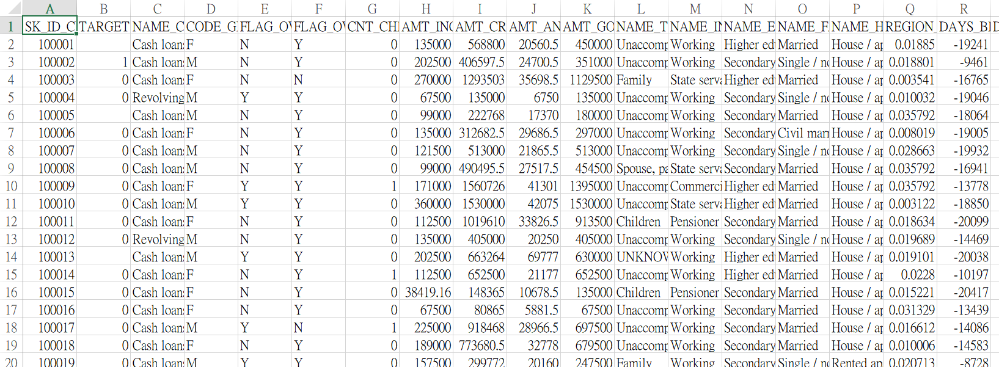 A B C D E F G H I J K L M N O P Q R
1 SK_ID_C TARGET NAME_C CODE_G FLAG_OV FLAG_OV CNT_CHI AMT_INC AMT_CR AMT_AN AMT_GO NAME_T NAME_IN NAME_E NAME_F NAME_H REGION_ DAYS_BI D
2 100001 Cash loan F N Y 0 135000 568800 20560.5 450000 Unaccomp Working Higher ed Married House / ap 0.01885 -19241
3 100002 1 Cash loan M N Y 0 202500 406597.5 24700.5 351000 Unaccomp Working Secondary Single / no House / ap 0.018801 -9461
4 100003 0 Cash loan F N N 0 270000 1293503 35698.5 1129500 Family State serva Higher ed Married House / ap 0.003541 -16765
5 100004 0 Revolving M Y Y 0 67500 135000 6750 135000 Unaccomp Working Secondary Single / no House / ap 0.010032 -19046
6 100005 Cash loan M N Y 0 99000 222768 17370 180000 Unaccomp Working Secondary Married House / ap 0.035792 -18064
7 100006 0 Cash loan F N Y 0 135000 312682.5 29686.5 297000 Unaccomp Working Secondary Civil marr House / ap 0.008019 -19005
8 100007 0 Cash loan M N Y 0 121500 513000 21865.5 513000 Unaccomp Working Secondary Single / no House / ap 0.028663 -19932
9 100008 0 Cash loan M N Y 0 99000 490495.5 27517.5 454500 Spouse, pa State serva Secondary Married House / ap 0.035792 -16941
10 100009 0 Cash loan F Y Y 1 171000 1560726 41301 1395000 Unaccomp Commerci Higher ed Married House / ap 0.035792 -13778
11 100010 0 Cash loan M Y Y 0 360000 1530000 42075 1530000 Unaccomp State serva Higher ed Married House / ap 0.003122 -18850
12 100011 0 Cash loan F N Y 0 112500 1019610 33826.5 913500 Children Pensioner Secondary Married House / ap 0.018634 -20099
13 100012 0 Revolving M N Y 0 135000 405000 20250 405000 Unaccomp Working Secondary Single / no House / ap 0.019689 -14469
14 100013 Cash loan M Y Y 0 202500 663264 69777 630000 UNKNOW Working Higher ed Married House / ap 0.019101 -20038
15 100014 0 Cash loan F N Y 1 112500 652500 21177 652500 Unaccomp Working Higher ed Married House / ap 0.0228 -10197
16 100015 0 Cash loan F N Y 0 38419.16 148365 10678.5 135000 Children Pensioner Secondary Married House / ap 0.015221 -20417
17 100016 0 Cash loan F N Y 0 67500 80865 5881.5 67500 Unaccomp Working Secondary Married House / ap 0.031329 -13439
18 100017 0 Cash loan M Y N 1 225000 918468 28966.5 697500 Unaccomp Working Secondary Married House / ap 0.016612 -14086
19 100018 0 Cash loan F N Y 0 189000 773680.5 32778 679500 Unaccomp Working Secondary Married House / ap 0.010006 -14583
20 100019 0 Cash loan M Y Y 0 157500 299772 20160 247500 Family Working Secondary Single / no Rented ap 0.020713 -8728